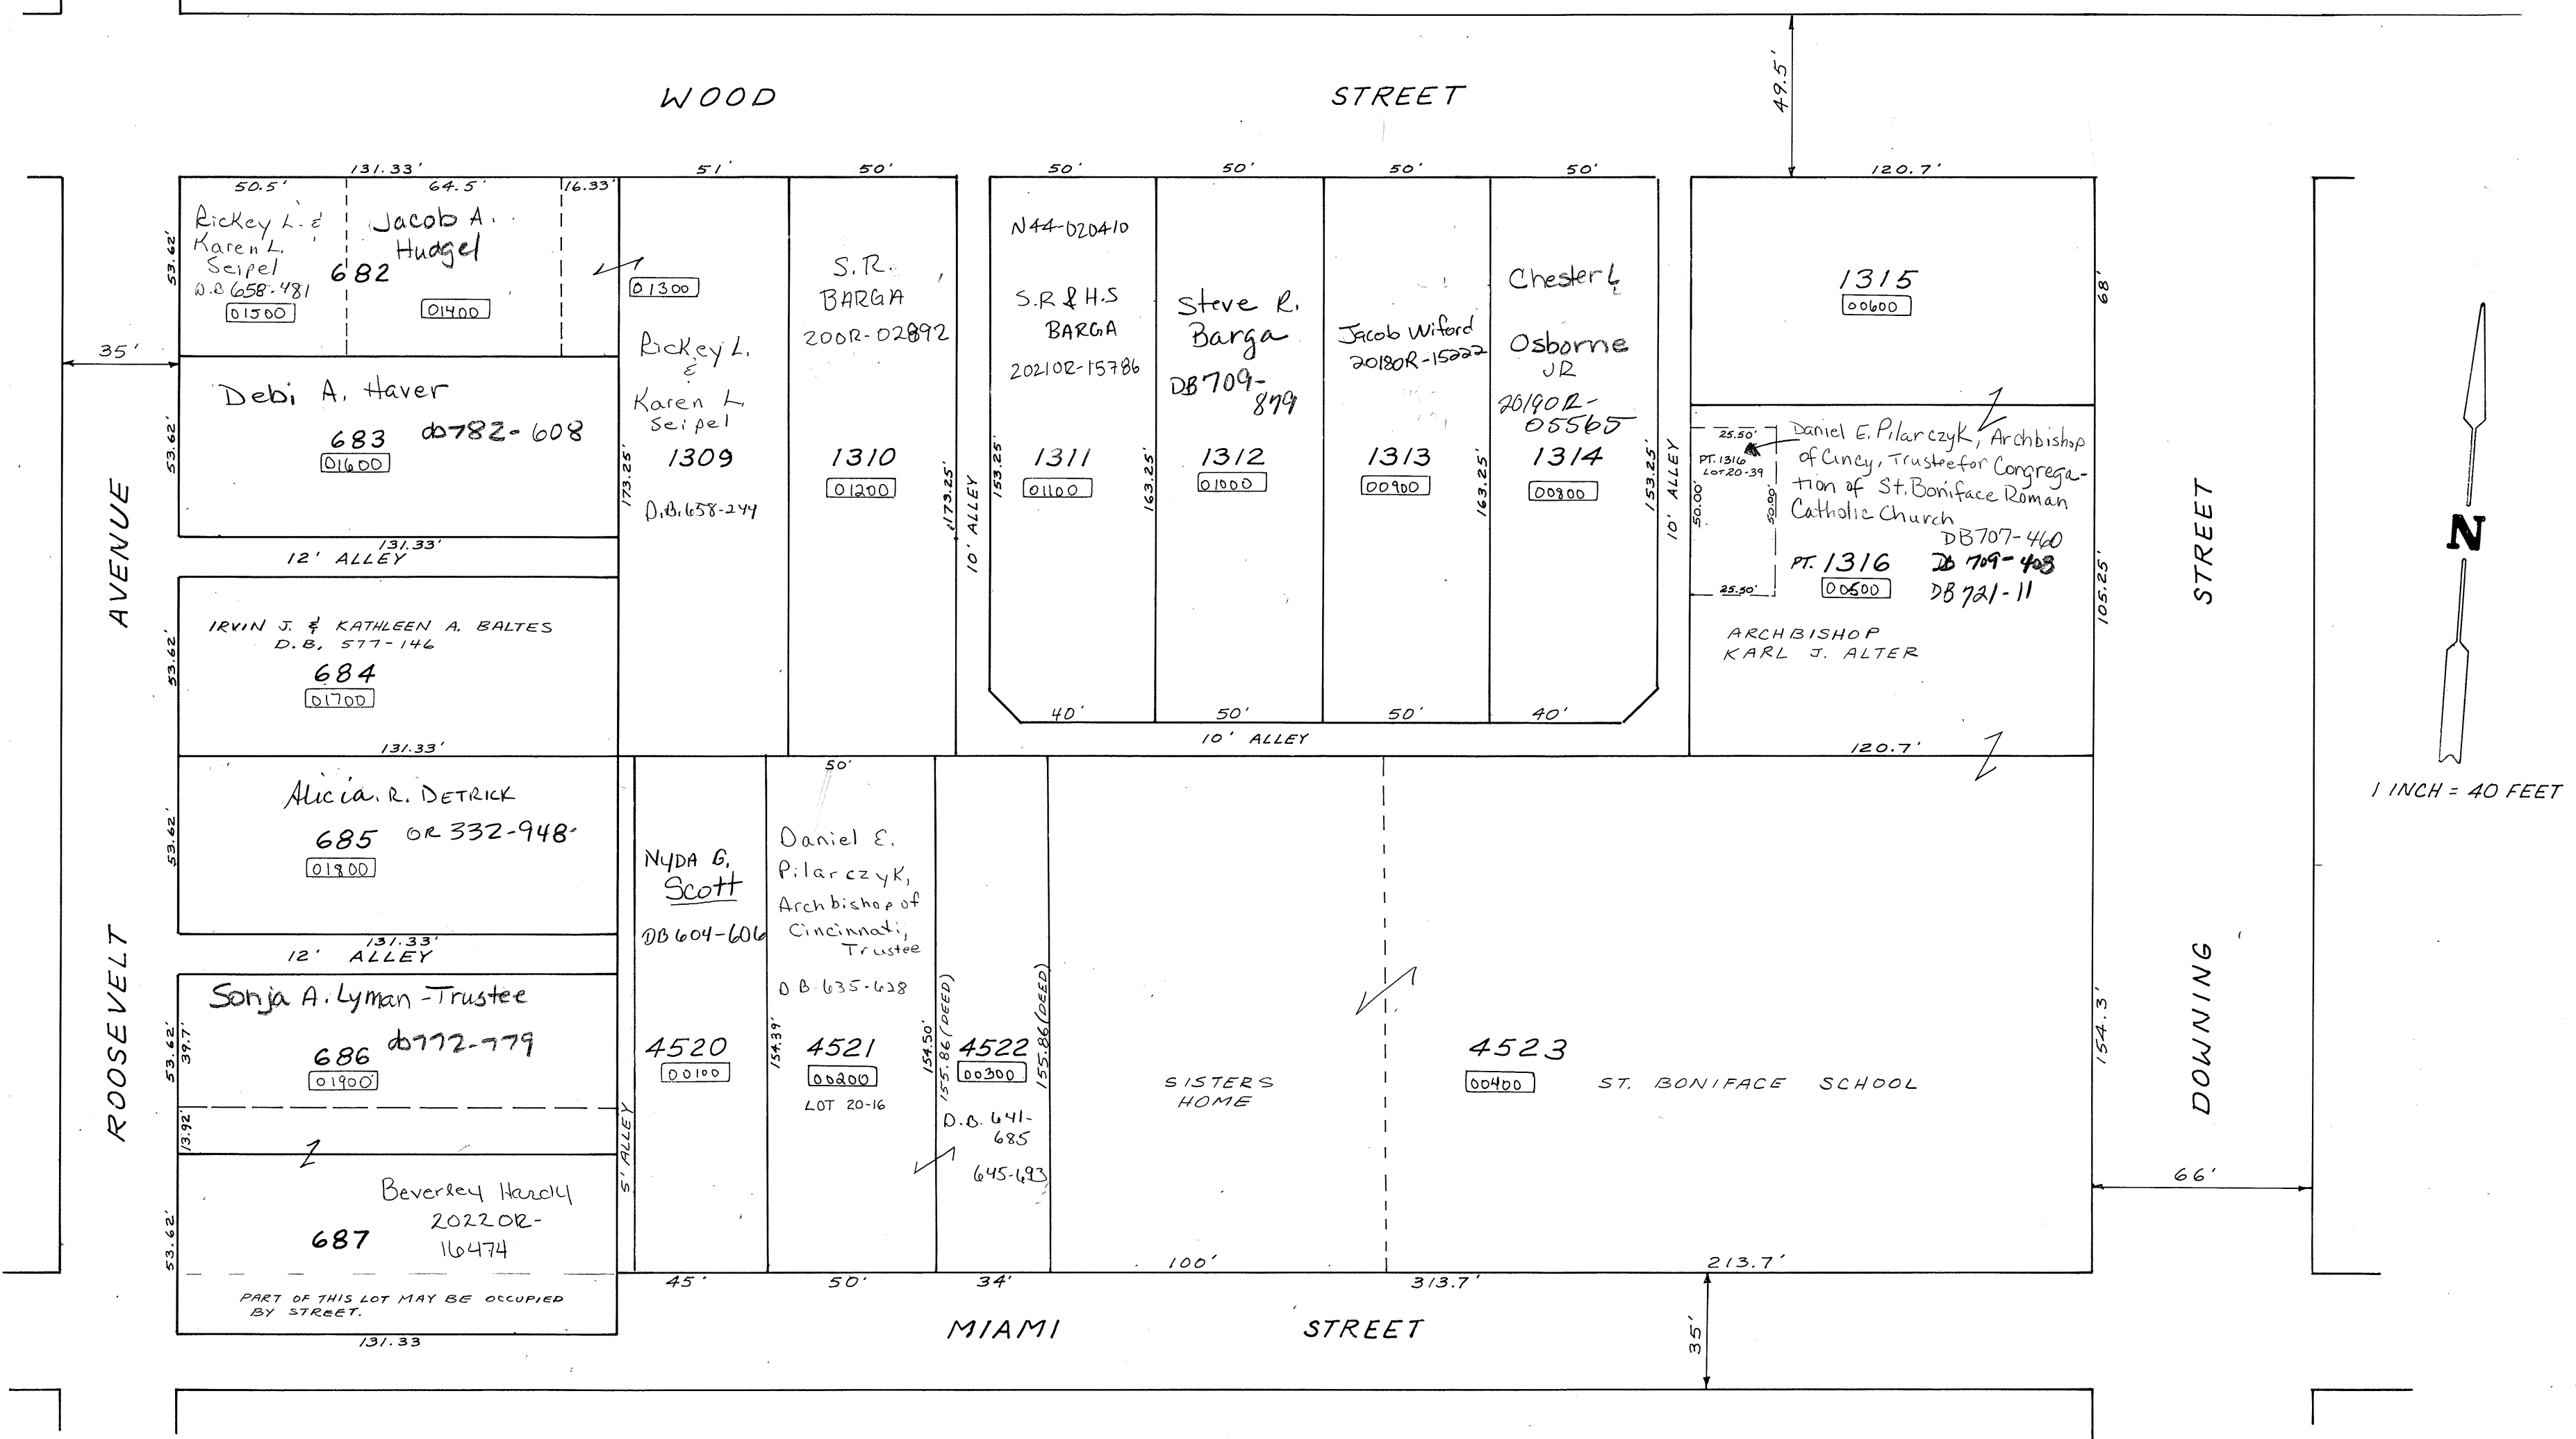 WOOD STREET
49.5'
131.33'
50.5'
64.5'
16.33'
51'
50'
50'
50'
50'
50'
120.7'
53.62'
Rickey L. &
Karen L.
Seipel
D.B 658-481
01500
682
Jacob A.
Hudgel
01400
01300
Rickey L.
&
Karen L.
Seipel
1309
D.B. 658-244
173.25'
S.R.
BARGA
200R-02892
1310
01200
173.25'
10' ALLEY
153.25'
N44-020410
S.R & H.S
BARGA
20210R-15786
1311
01100
163.25'
Steve R.
Barga
DB 709-
879
1312
01000
Jacob Wiford
20180R-15222
1313
00900
163.25'
Chester L
Osborne
JR
20190R-
05565
1314
00800
153.25'
10' ALLEY
1315
00600
68'
35'
53.62'
Debi A. Haver
683 db782-608
01600
131.33'
12' ALLEY
25.50'
PT. 1316
LOT 20-39
50.00'
50.00'
25.50'
Daniel E. Pilarczyk, Archbishop
of Cincy, Trustee for Congrega-
tion of St. Boniface Roman
Catholic Church
DB707-460
PT. 1316 DB 709-408
00500 DB 721-11
ARCHBISHOP
KARL J. ALTER
105.25'
120.7'
53.62'
IRVIN J. & KATHLEEN A. BALTES
D.B. 577-146
684
01700
131.33'
40'
50'
50'
40'
10' ALLEY
N
1 INCH = 40 FEET
53.62'
Alicia. R. DETRICK
685 OR 332-948
01800
131.33'
12' ALLEY
NYDA G.
Scott
DB 604-606
4520
00100
154.39'
50'
Daniel E.
Pilarczyk,
Archbishop of
Cincinnati,
Trustee
D B 635-628
4521
00200
LOT 20-16
154.50'
155.86 (DEED)
4522
00300
D.B. 641-
685
645-693
155.86 (DEED)
SISTERS
HOME
4523
00400
ST. BONIFACE SCHOOL
154.3'
53.62'
39.7'
13.92'
Sonja A. Lyman - Trustee
686 db772-779
01900
5' ALLEY
53.62'
Beverley Hardy
20220R-
16474
687
PART OF THIS LOT MAY BE OCCUPIED
BY STREET.
131.33
45'
50'
34'
100'
313.7'
213.7'
66'
35'
MIAMI STREET
ROOSEVELT AVENUE
DOWNING STREET